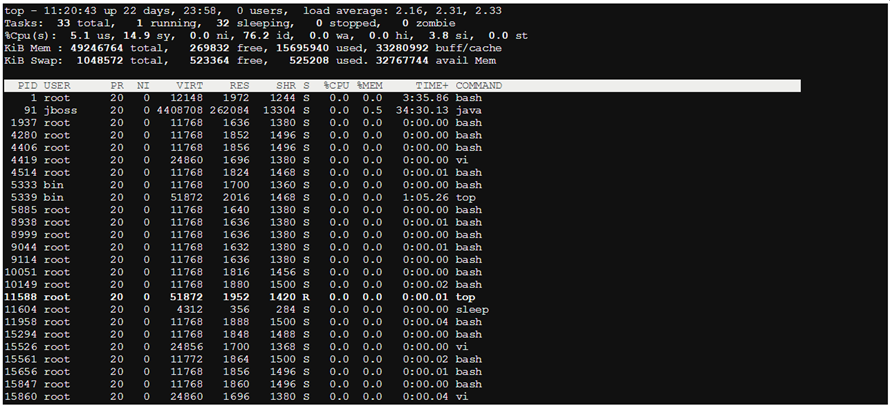 top - 11:20:43 up 22 days, 23:58,  0 users,  load average: 2.16, 2.31, 2.33
Tasks:  33 total,   1 running,  32 sleeping,   0 stopped,   0 zombie
%Cpu(s):  5.1 us, 14.9 sy,  0.0 ni, 76.2 id,  0.0 wa,  0.0 hi,  3.8 si,  0.0 st
KiB Mem : 49246764 total,   269832 free, 15695940 used, 33280992 buff/cache
KiB Swap:  1048572 total,   523364 free,   525208 used. 32767744 avail Mem
PID USER PR NI VIRT RES SHR S %CPU %MEM TIME+ COMMAND
1 root 20 0 12148 1972 1244 S 0.0 0.0 3:35.86 bash
91 jboss 20 0 4408708 262084 13304 S 0.0 0.5 34:30.13 java
1937 root 20 0 11768 1636 1380 S 0.0 0.0 0:00.00 bash
4280 root 20 0 11768 1852 1496 S 0.0 0.0 0:00.00 bash
4406 root 20 0 11768 1856 1496 S 0.0 0.0 0:00.00 bash
4419 root 20 0 24860 1696 1380 S 0.0 0.0 0:00.00 vi
4514 root 20 0 11768 1824 1468 S 0.0 0.0 0:00.01 bash
5333 bin 20 0 11768 1700 1360 S 0.0 0.0 0:00.00 bash
5339 bin 20 0 51872 2016 1468 S 0.0 0.0 1:05.26 top
5885 root 20 0 11768 1640 1380 S 0.0 0.0 0:00.00 bash
8938 root 20 0 11768 1636 1380 S 0.0 0.0 0:00.01 bash
8999 root 20 0 11768 1636 1380 S 0.0 0.0 0:00.00 bash
9044 root 20 0 11768 1632 1380 S 0.0 0.0 0:00.01 bash
9114 root 20 0 11768 1636 1380 S 0.0 0.0 0:00.00 bash
10051 root 20 0 11768 1816 1456 S 0.0 0.0 0:00.00 bash
10149 root 20 0 11768 1880 1500 S 0.0 0.0 0:00.02 bash
11588 root 20 0 51872 1952 1420 R 0.0 0.0 0:00.01 top
11604 root 20 0 4312 356 284 S 0.0 0.0 0:00.00 sleep
11958 root 20 0 11768 1888 1500 S 0.0 0.0 0:00.04 bash
15294 root 20 0 11768 1848 1488 S 0.0 0.0 0:00.00 bash
15526 root 20 0 24856 1700 1368 S 0.0 0.0 0:00.00 vi
15561 root 20 0 11772 1864 1500 S 0.0 0.0 0:00.02 bash
15656 root 20 0 11768 1856 1496 S 0.0 0.0 0:00.01 bash
15847 root 20 0 11768 1860 1496 S 0.0 0.0 0:00.00 bash
15860 root 20 0 24860 1696 1380 S 0.0 0.0 0:00.04 vi